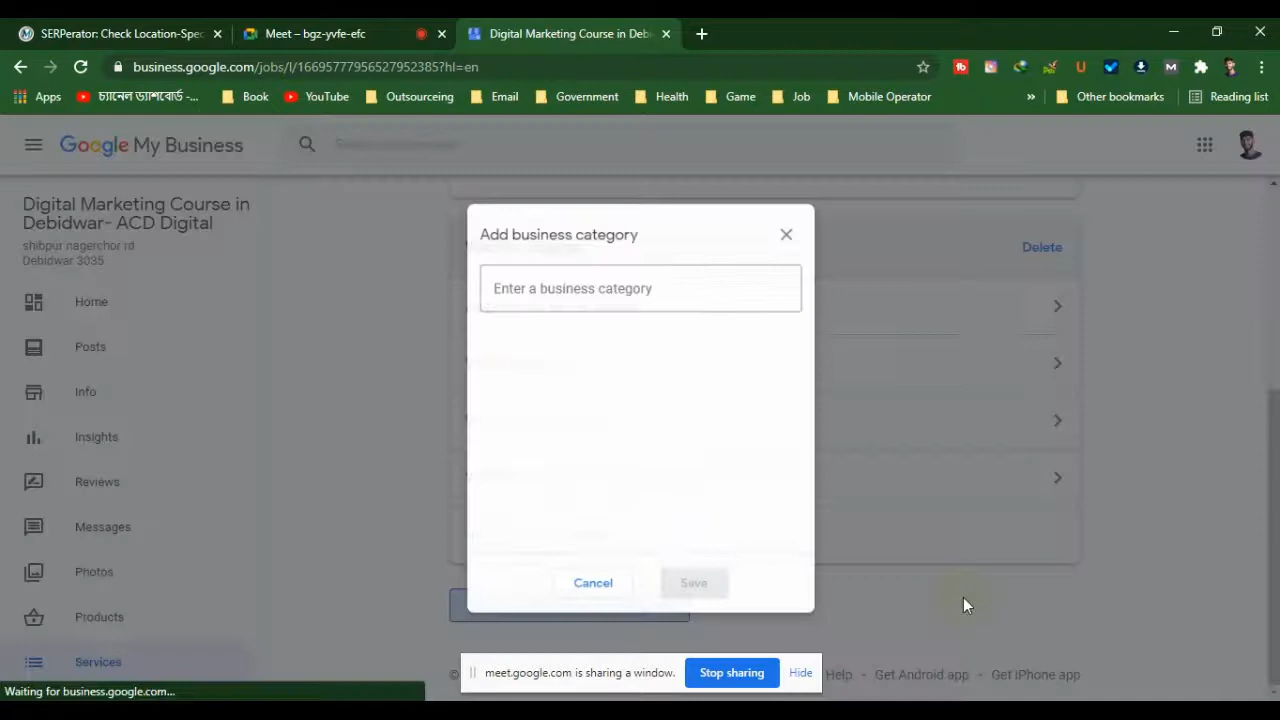 SERPerator: Check Location-Spec
Meet – bgz-yvfe-efc
Digital Marketing Course in Debi
business.google.com/jobs/l/16695777956527952385?hl=en
Apps
চ্যানেল ড্যাশবোর্ড -...
Book
YouTube
Outsourceing
Email
Government
Health
Game
Job
Mobile Operator
»
Other bookmarks
Reading list
Google My Business
Digital Marketing Course in
Debidwar- ACD Digital
shibpur nagerchor rd
Debidwar 3035
Home
Posts
Info
Insights
Reviews
Messages
Photos
Products
Services
Delete
Add business category
Enter a business category
Cancel
Save
meet.google.com is sharing a window.
Stop sharing
Hide
©
Help - Get Android app - Get iPhone app
Waiting for business.google.com...